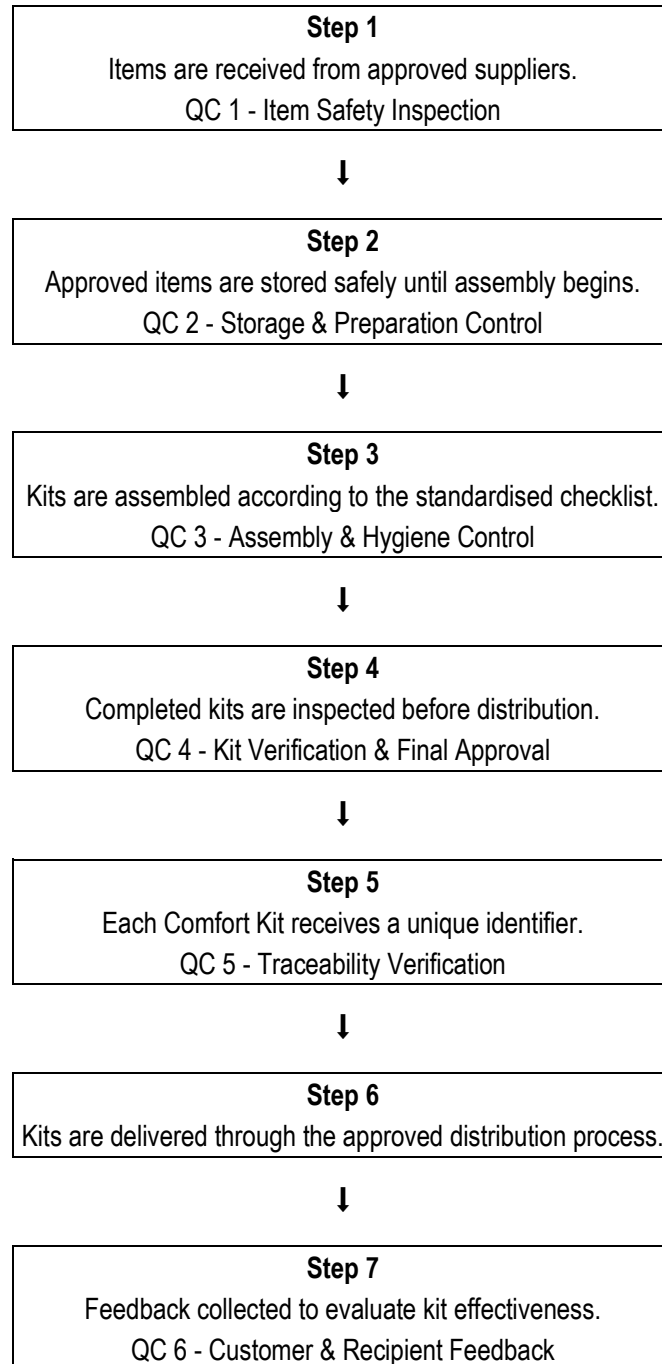 Step 1
Items are received from approved suppliers.
QC 1 - Item Safety Inspection
Step 2
Approved items are stored safely until assembly begins.
QC 2 - Storage & Preparation Control
Step 3
Kits are assembled according to the standardised checklist.
QC 3 - Assembly & Hygiene Control
Step 4
Completed kits are inspected before distribution.
QC 4 - Kit Verification & Final Approval
Step 5
Each Comfort Kit receives a unique identifier.
QC 5 - Traceability Verification
Step 6
Kits are delivered through the approved distribution process.
Step 7
Feedback collected to evaluate kit effectiveness.
QC 6 - Customer & Recipient Feedback